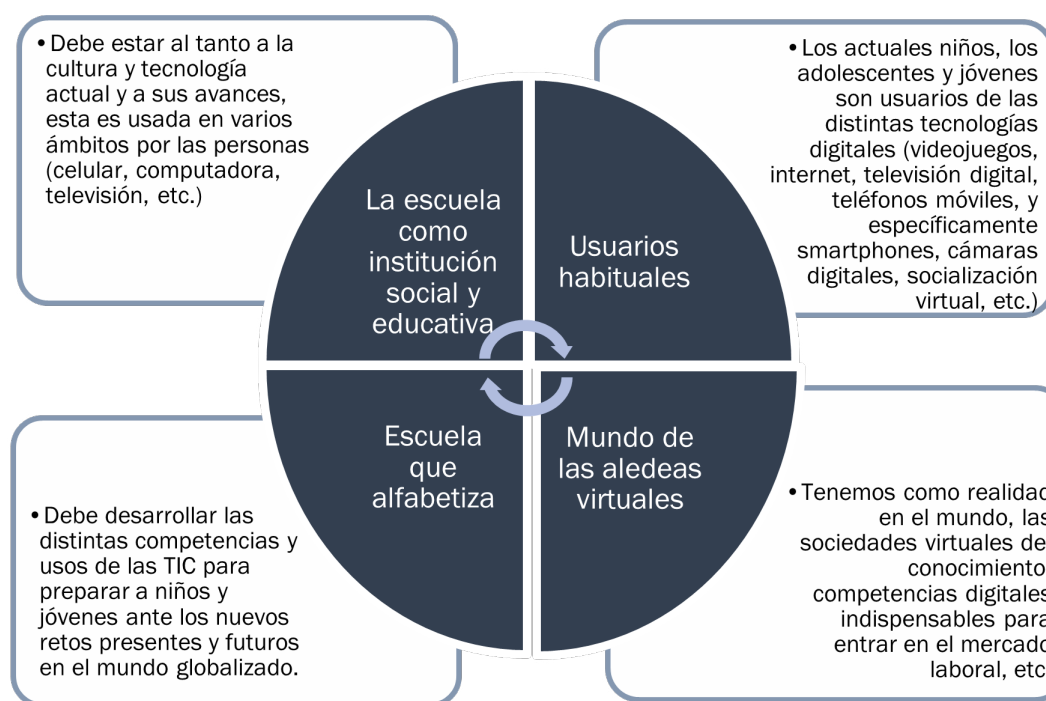 •Debe estar al tanto a la
cultura y tecnología
actual y a sus avances,
esta es usada en varios
ámbitos por las personas
(celular, computadora,
televisión, etc.)
•Los actuales niños, los
adolescentes y jóvenes
son usuarios de las
distintas tecnologías
digitales (videojuegos,
internet, televisión digital,
teléfonos móviles, y
específicamente
smartphones, cámaras
digitales, socialización
virtual, etc.)
La escuela
como
institución
social y
educativa
Usuarios
habituales
Escuela
que
alfabetiza
Mundo de
las aledeas
virtuales
•Debe desarrollar las
distintas competencias y
usos de las TIC para
preparar a niños y
jóvenes ante los nuevos
retos presentes y futuros
en el mundo globalizado.
•Tenemos como realidad
en el mundo, las
sociedades virtuales de
conocimiento
competencias digitales
indispensables para
entrar en el mercado
laboral, etc